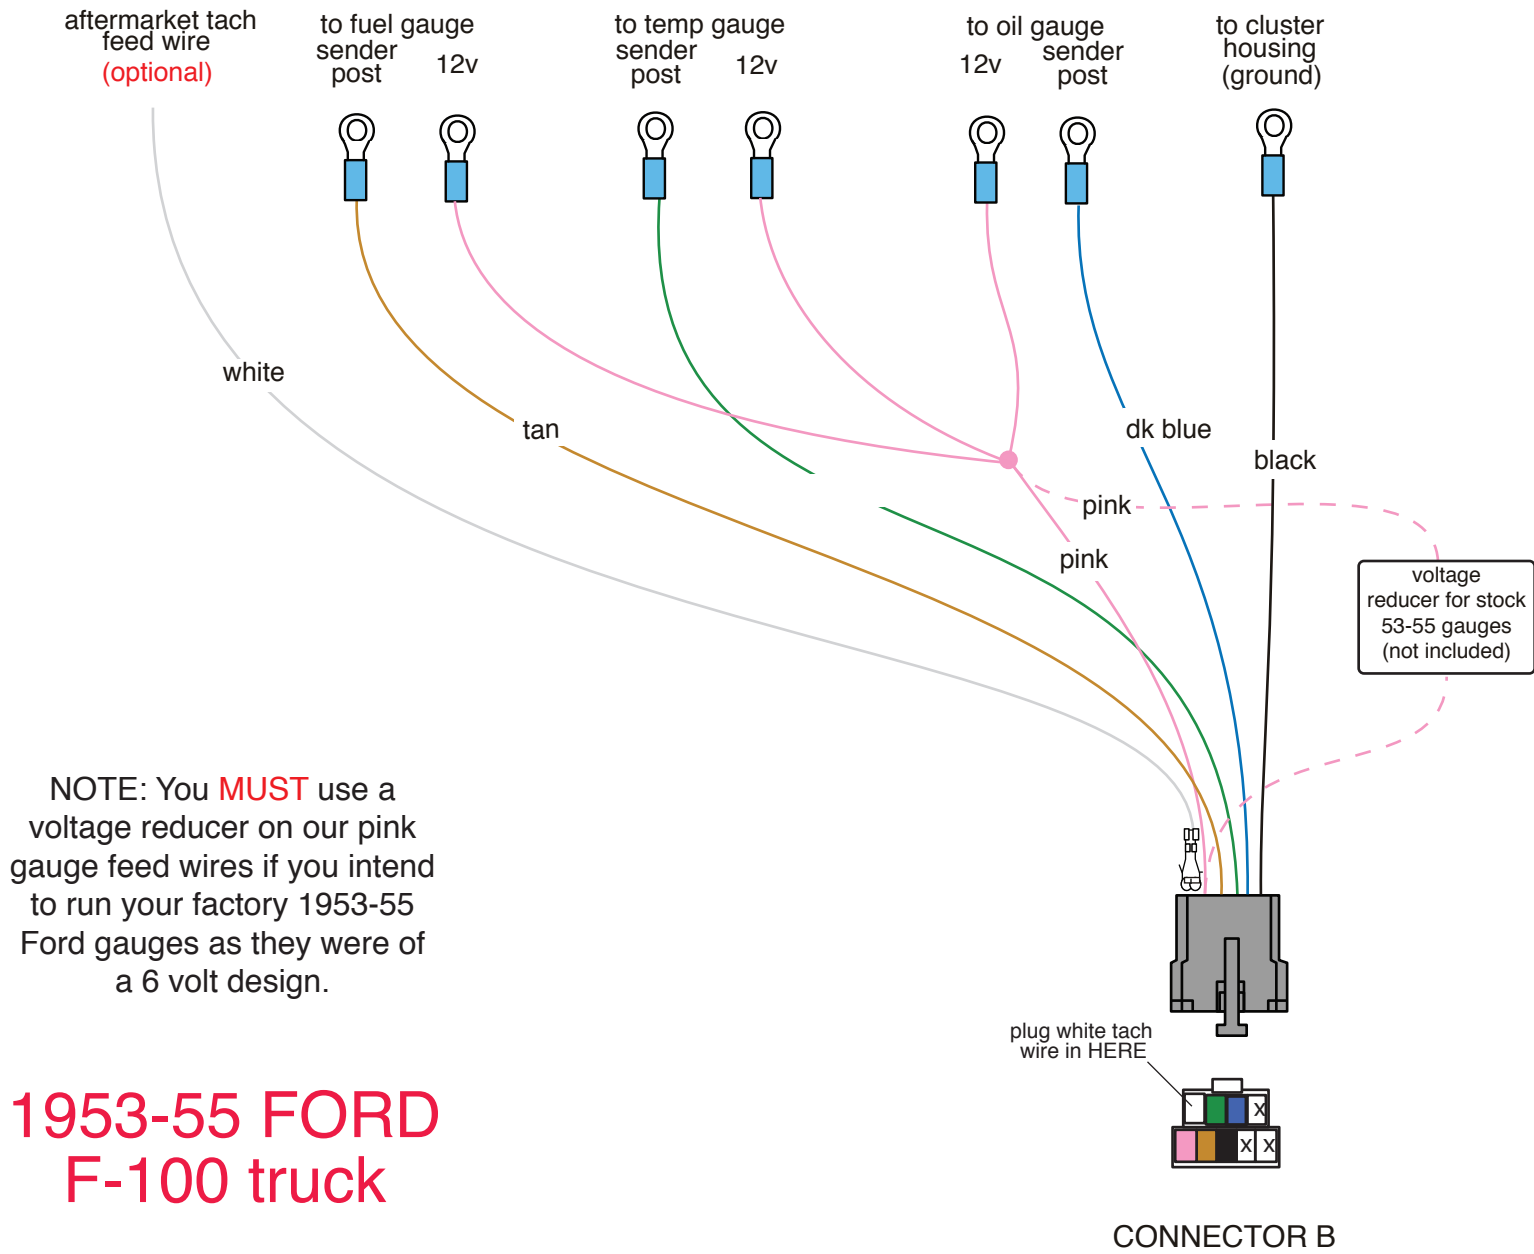 aftermarket tach
feed wire
(optional)
to fuel gauge
sender
post
12v
to temp gauge
sender
post
12v
to oil gauge
12v
sender
post
to cluster
housing
(ground)
white
tan
dk blue
black
pink
pink
voltage
reducer for stock
53-55 gauges
(not included)
NOTE: You MUST use a
voltage reducer on our pink
gauge feed wires if you intend
to run your factory 1953-55
Ford gauges as they were of
a 6 volt design.
plug white tach
wire in HERE
x
x x
1953-55 FORD
F-100 truck
CONNECTOR B